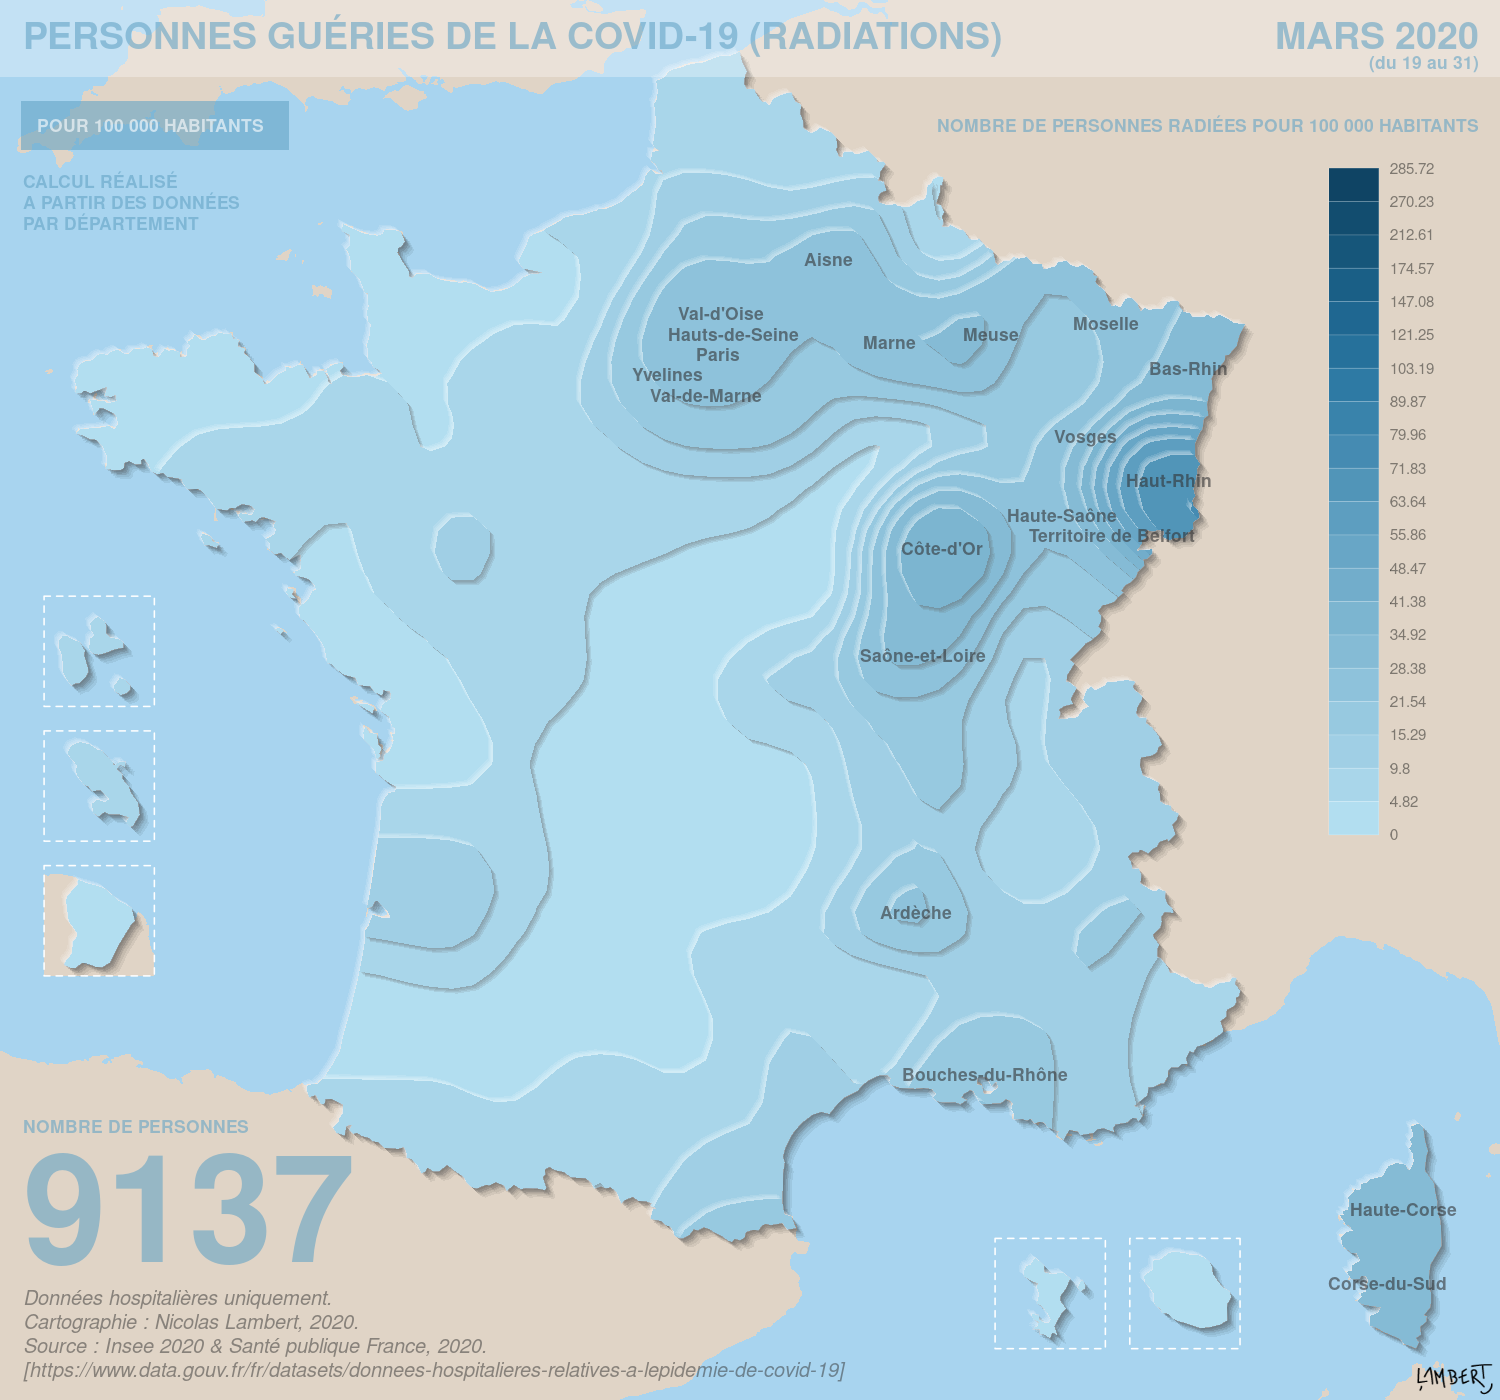 PERSONNES GUÉRIES DE LA COVID-19 (RADIATIONS)
MARS 2020
(du 19 au 31)
POUR 100 000 HABITANTS
CALCUL RÉALISÉ
A PARTIR DES DONNÉES
PAR DÉPARTEMENT
NOMBRE DE PERSONNES RADIÉES POUR 100 000 HABITANTS
285.72
270.23
212.61
174.57
147.08
121.25
103.19
89.87
79.96
71.83
63.64
55.86
48.47
41.38
34.92
28.38
21.54
15.29
9.8
4.82
0
Aisne
Val-d'Oise
Hauts-de-Seine
Paris
Yvelines
Val-de-Marne
Marne
Meuse
Moselle
Bas-Rhin
Vosges
Haut-Rhin
Haute-Saône
Territoire de Belfort
Côte-d'Or
Saône-et-Loire
Ardèche
Bouches-du-Rhône
Haute-Corse
Corse-du-Sud
NOMBRE DE PERSONNES
9137
Données hospitalières uniquement.
Cartographie : Nicolas Lambert, 2020.
Source : Insee 2020 & Santé publique France, 2020.
[https://www.data.gouv.fr/fr/datasets/donnees-hospitalieres-relatives-a-lepidemie-de-covid-19]
LAMBERT